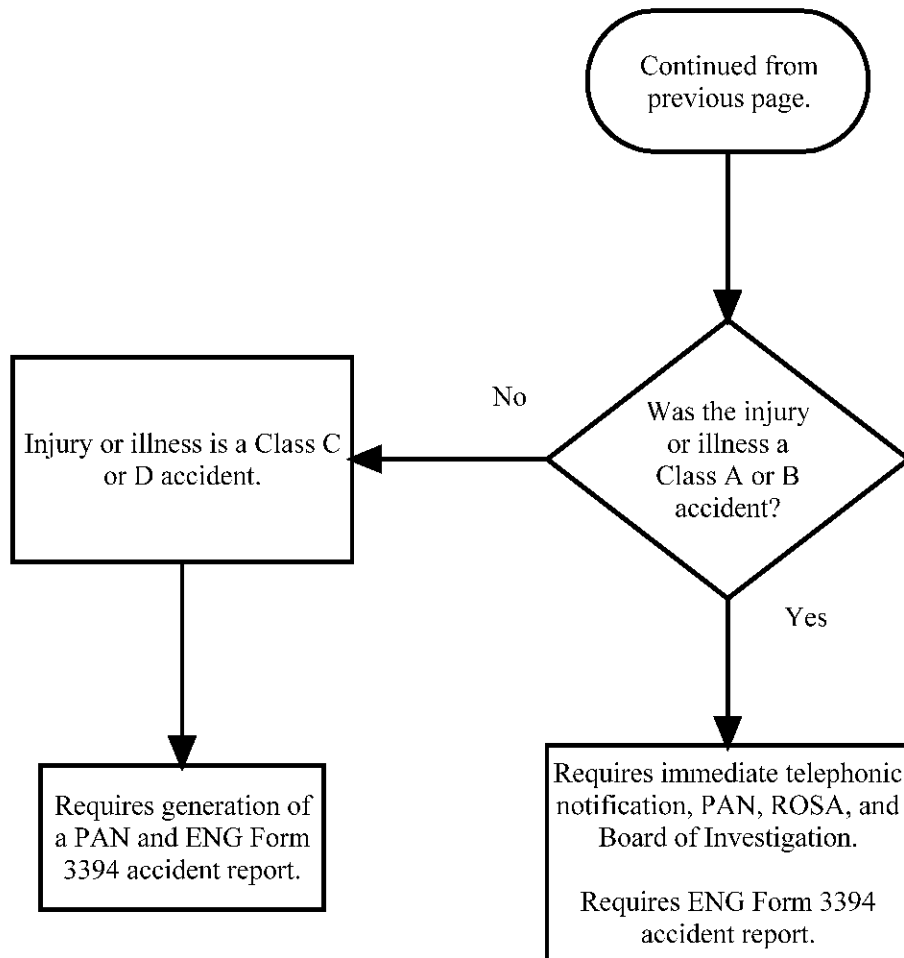 Continued from
previous page.
No
Was the injury
or illness a
Class A or B
accident?
Injury or illness is a Class C
or D accident.
Yes
Requires generation of
a PAN and ENG Form
3394 accident report.
Requires immediate telephonic
notification, PAN, ROSA, and
Board of Investigation.
Requires ENG Form 3394
accident report.